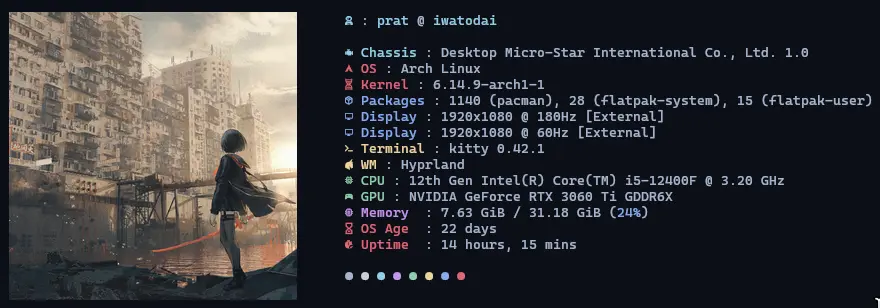 : prat @ iwatodai
Chassis : Desktop Micro-Star International Co., Ltd. 1.0
OS : Arch Linux
Kernel : 6.14.9-arch1-1
Packages : 1140 (pacman), 28 (flatpak-system), 15 (flatpak-user)
Display : 1920x1080 @ 180Hz [External]
Display : 1920x1080 @ 60Hz [External]
Terminal : kitty 0.42.1
WM : Hyprland
CPU : 12th Gen Intel(R) Core(TM) i5-12400F @ 3.20 GHz
GPU : NVIDIA GeForce RTX 3060 Ti GDDR6X
Memory : 7.63 GiB / 31.18 GiB (24%)
OS Age : 22 days
Uptime : 14 hours, 15 mins